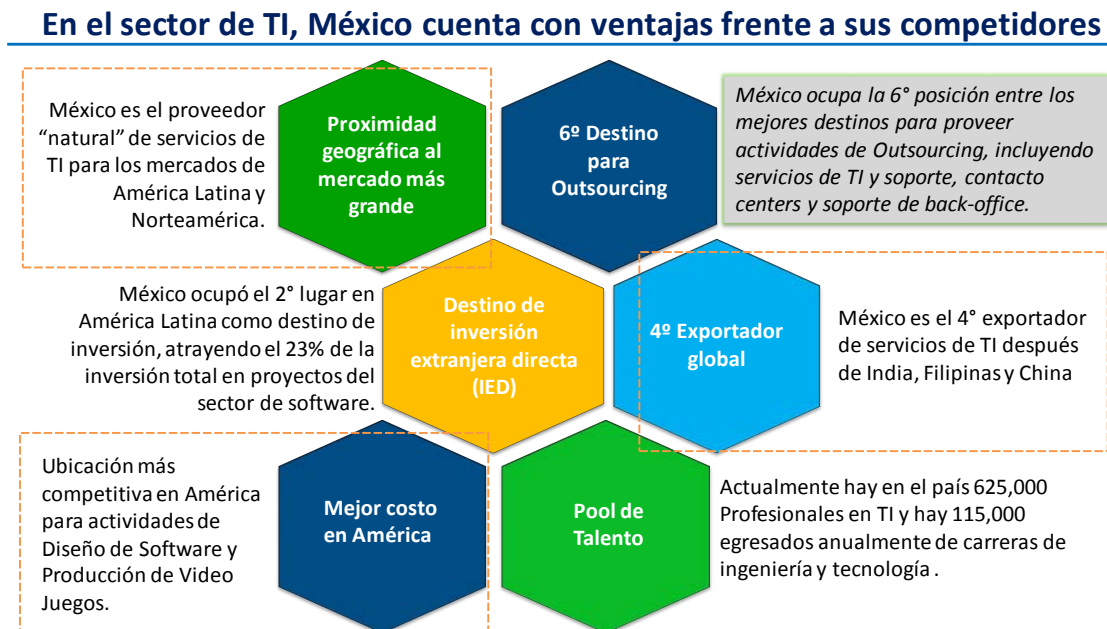 En el sector de TI, México cuenta con ventajas frente a sus competidores
México es el proveedor
“natural” de servicios de
TI para los mercados de
América Latina y
Norteamérica.
Proximidad
geográfica al
mercado más
grande
6º Destino
para
Outsourcing
México ocupa la 6° posición entre los
mejores destinos para proveer
actividades de Outsourcing, incluyendo
servicios de TI y soporte, contacto
centers y soporte de back-office.
México ocupó el 2° lugar en
América Latina como destino de
inversión, atrayendo el 23% de la
inversión total en proyectos del
sector de software.
Destino de
inversión
extranjera directa
(IED)
4º Exportador
global
México es el 4° exportador
de servicios de TI después
de India, Filipinas y China
Ubicación más
competitiva en América
para actividades de
Diseño de Software y
Producción de Video
Juegos.
Mejor costo
en América
Pool de
Talento
Actualmente hay en el país 625,000
Profesionales en TI y hay 115,000
egresados anualmente de carreras de
ingeniería y tecnología .